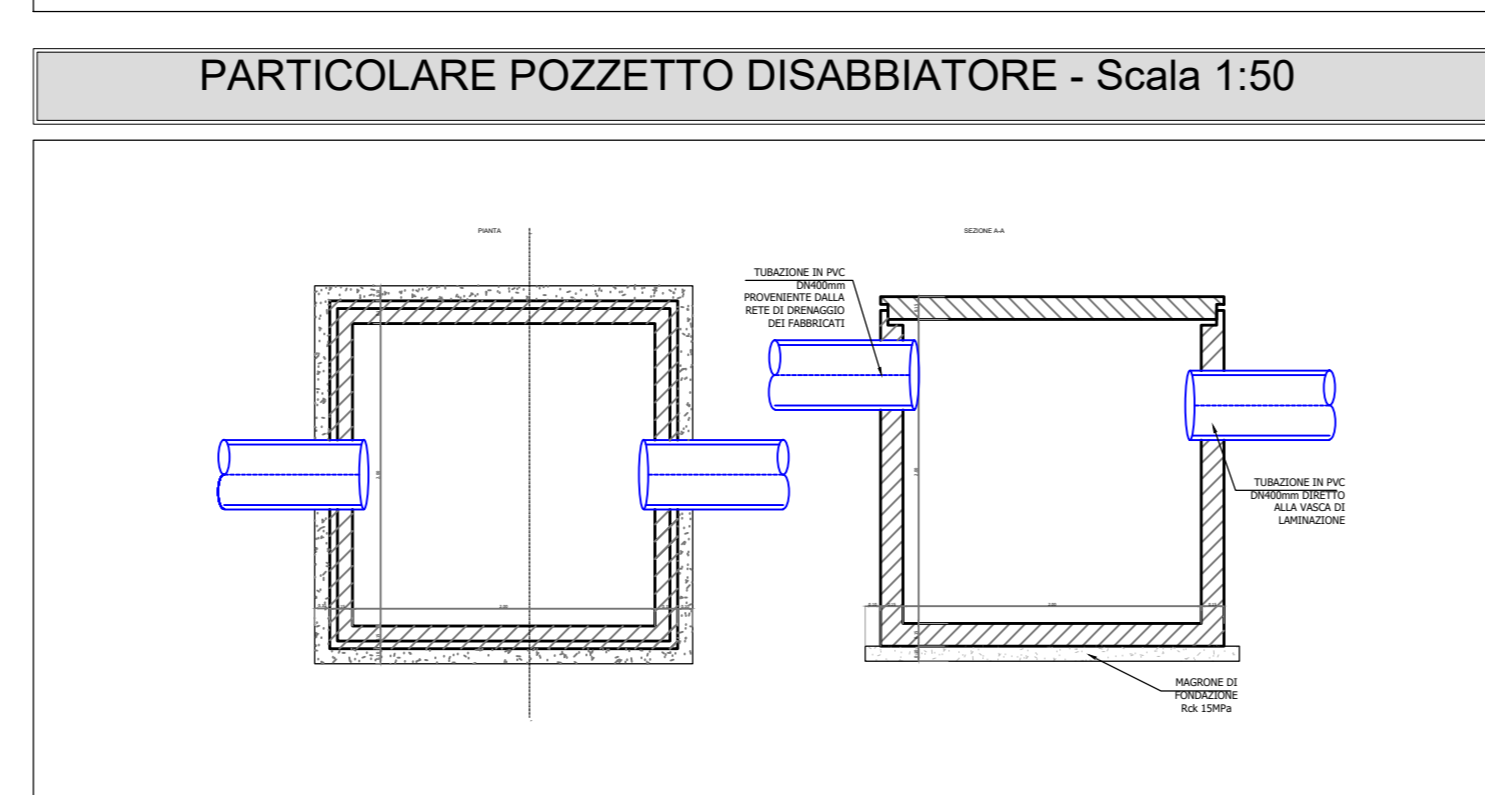 PARTICOLARE POZZETTO DISABBIATORE - Scala 1:50
PIANTA
SEZIONE A-A
TUBAZIONE IN PVC
DN400mm
PROVENIENTE DALLA
RETE DI DRENAGGIO
DEI FABBRICATI
TUBAZIONE IN PVC
DN400mm DIRETTO
ALLA VASCA DI
LAMINAZIONE
MAGRONE DI
FONDAZIONE
Rck 15MPa